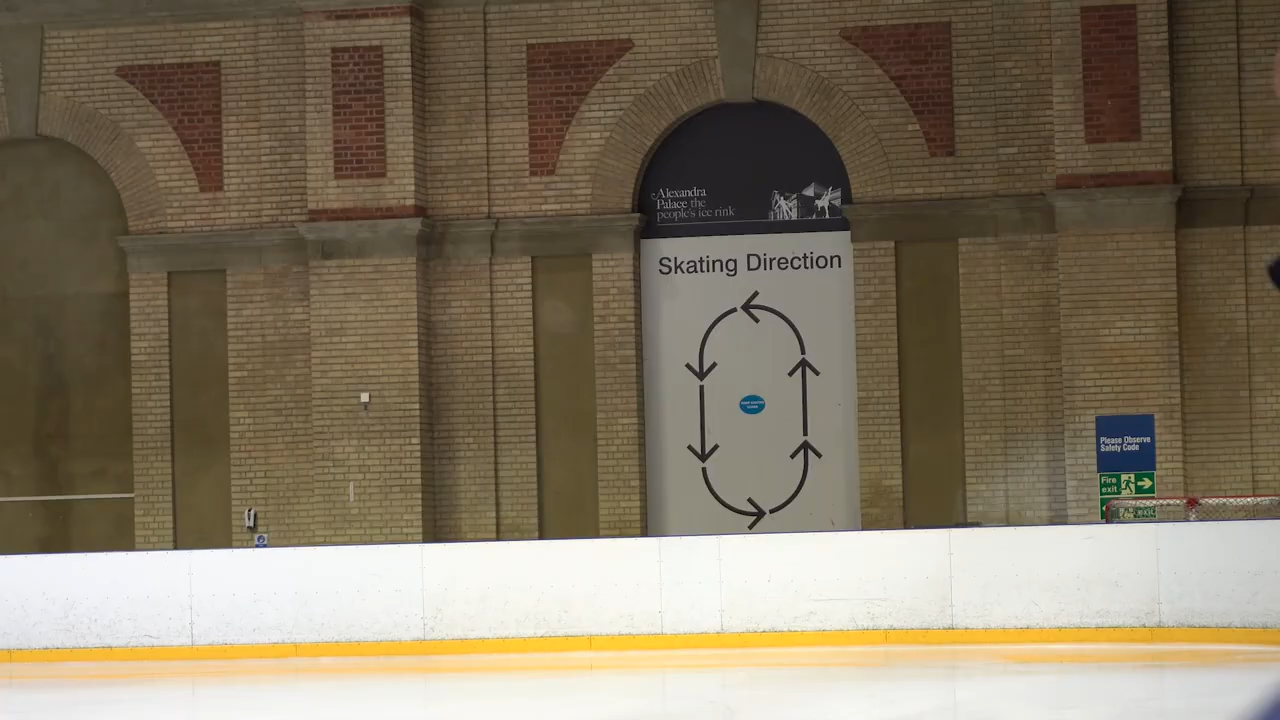 Alexandra
Palace the
people's ice rink
Skating Direction
Please Observe
Safety Code
Fire
exit